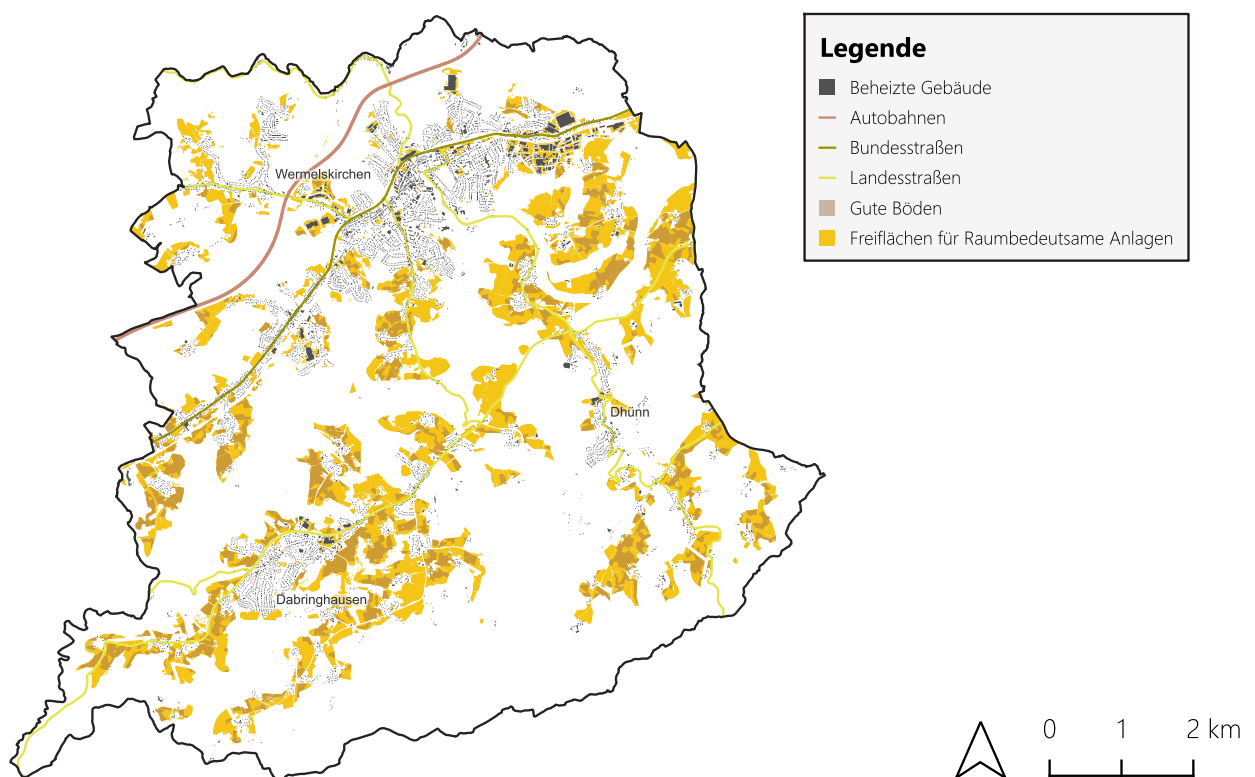 Legende
Beheizte Gebäude
Autobahnen
Bundesstraßen
Landesstraßen
Gute Böden
Freiflächen für Raumbedeutsame Anlagen
Wermelskirchen
Dhünn
Dabringhausen
0 1 2 km